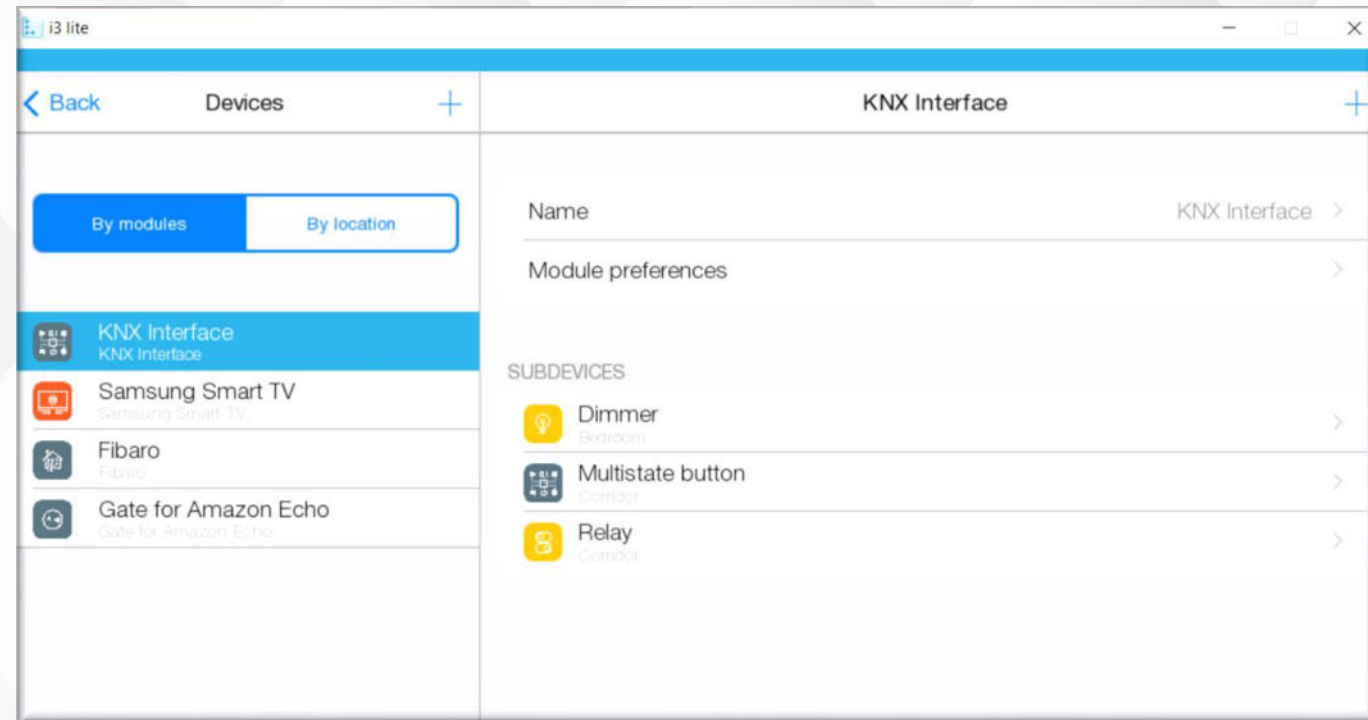 i3 lite
Back
Devices
KNX Interface
By modules
By location
KNX Interface
KNX Interface
Samsung Smart TV
Samsung Smart TV
Fibaro
Fibaro
Gate for Amazon Echo
Gate for Amazon Echo
Name
KNX Interface
Module preferences
SUBDEVICES
Dimmer
Bedroom
Multistate button
Corridor
Relay
Corridor